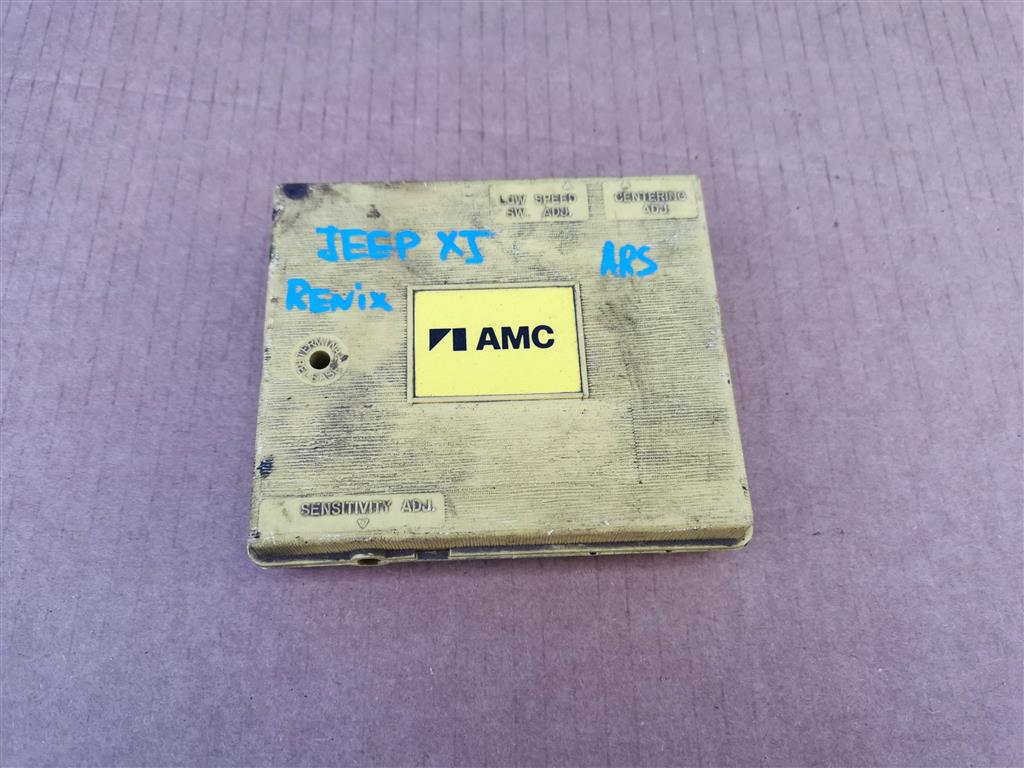 LOW SPEED
SW. ADJ.
CENTERING
ADJ.
JEEP XJ
ARS
RENiX
AMC
SENSITIVITY ADJ.